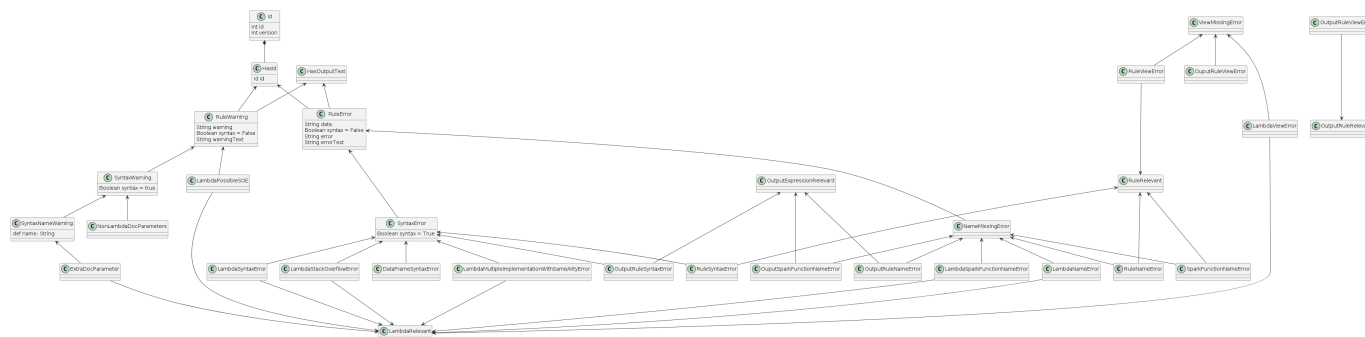 C Id
Int id
Int version
C HasId
Id id
C HasOutputText
C ViewMissingError
C OutputRuleViewEr
C RuleViewError
C OuputRuleViewError
C RuleWarning
String warning
Boolean syntax = False
String warningText
C RuleError
String data
Boolean syntax = False
String error
String errorText
C LambdaViewError
C OutputRuleRelevan
C SyntaxWarning
Boolean syntax = true
C LambdaPossibleSOE
C OutputExpressionRelevant
C RuleRelevant
C SyntaxNameWarning
def name: String
C NonLambdaDocParameters
C SyntaxError
Boolean syntax = True
C NameMissingError
C ExtraDocParameter
C LambdaSyntaxError
C LambdaStackOverflowError
C DataFrameSyntaxError
C LambdaMultipleImplementationWithSameArityError
C OutputRuleSyntaxError
C RuleSyntaxError
C OuputSparkFunctionNameError
C OutputRuleNameError
C LambdaSparkFunctionNameError
C LambdaNameError
C RuleNameError
C SparkFunctionNameError
C LambdaRelevant